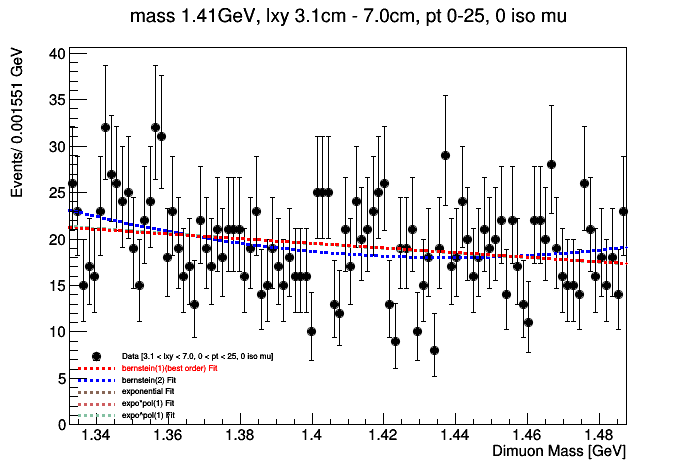 mass 1.41GeV, lxy 3.1cm - 7.0cm, pt 0-25, 0 iso mu
Events/ 0.001551 GeV
40
35
30
25
20
15
10
5
0
Data [3.1 < lxy < 7.0, 0 < pt < 25, 0 iso mu]
bernstein(1)(best order) Fit
bernstein(2) Fit
exponential Fit
expo*pol(1) Fit
expo^pol(1) Fit
1.34
1.36
1.38
1.4
1.42
1.44
1.46
1.48
Dimuon Mass [GeV]